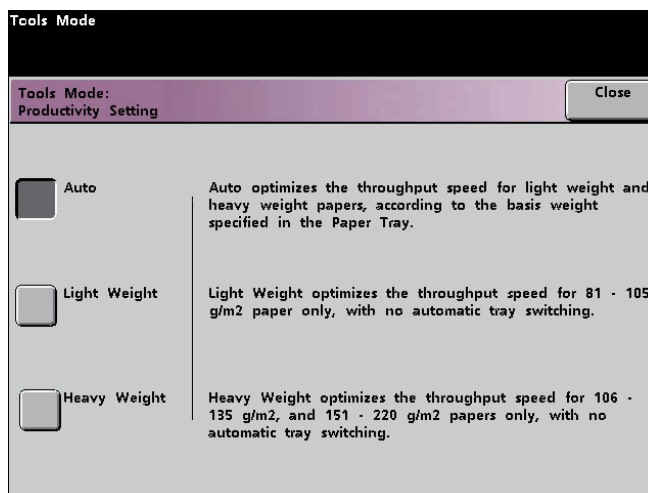 Tools Mode
Tools Mode:
Productivity Setting
Close
Auto
Auto optimizes the throughput speed for light weight and
heavy weight papers, according to the basis weight
specified in the Paper Tray.
Light Weight
Light Weight optimizes the throughput speed for 81 - 105
g/m2 paper only, with no automatic tray switching.
Heavy Weight
Heavy Weight optimizes the throughput speed for 106 -
135 g/m2, and 151 - 220 g/m2 papers only, with no
automatic tray switching.